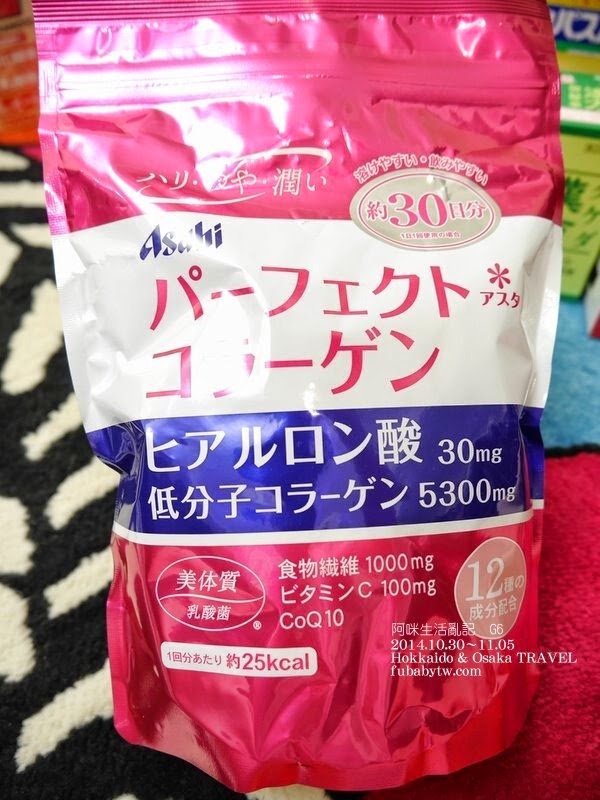 ハリ・つや・潤い
溶けやすい・飲みやすい
約30日分
1日1回使用の場合
Asahi
パーフェクト
アスタ
コラーゲン
ヒアルロン酸 30mg
低分子コラーゲン 5300mg
食物繊維 1000mg
ビタミンC 100mg
CoQ10
美体質
乳酸菌
®
12種の
成分配合
1回分あたり 約25kcal
阿咪生活亂記 G6
2014.10.30～11.05
Hokkaido & Osaka TRAVEL
fubabytw.com